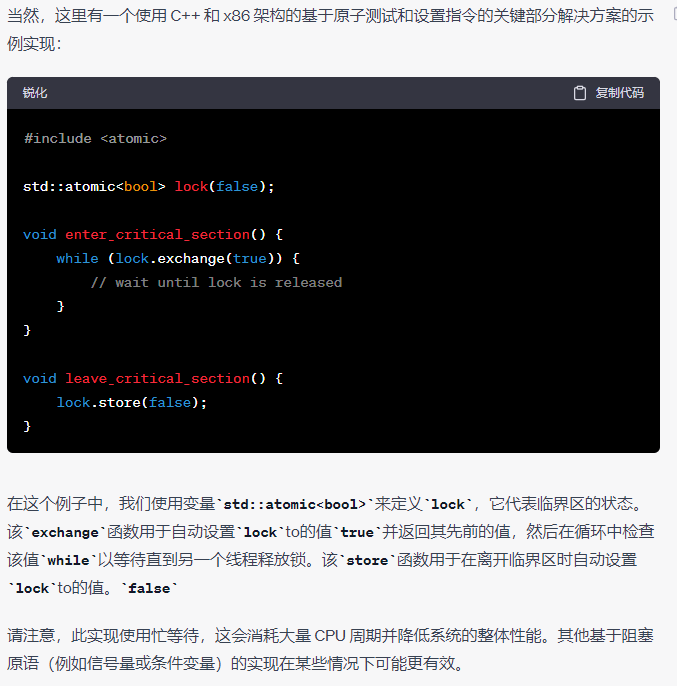 当然，这里有一个使用 C++ 和 x86 架构的基于原子测试和设置指令的关键部分解决方案的示
例实现：
锐化 复制代码
#include <atomic>
std::atomic<bool> lock(false);
void enter_critical_section() {
    while (lock.exchange(true)) {
        // wait until lock is released
    }
}
void leave_critical_section() {
    lock.store(false);
}
在这个例子中，我们使用变量`std::atomic<bool>`来定义`lock`，它代表临界区的状态。
该`exchange`函数用于自动设置`lock`to的值`true`并返回其先前的值，然后在循环中检查
该值`while`以等待直到另一个线程释放锁。该`store`函数用于在离开临界区时自动设置
`lock`to的值。`false`
请注意，此实现使用忙等待，这会消耗大量 CPU 周期并降低系统的整体性能。其他基于阻塞
原语（例如信号量或条件变量）的实现在某些情况下可能更有效。